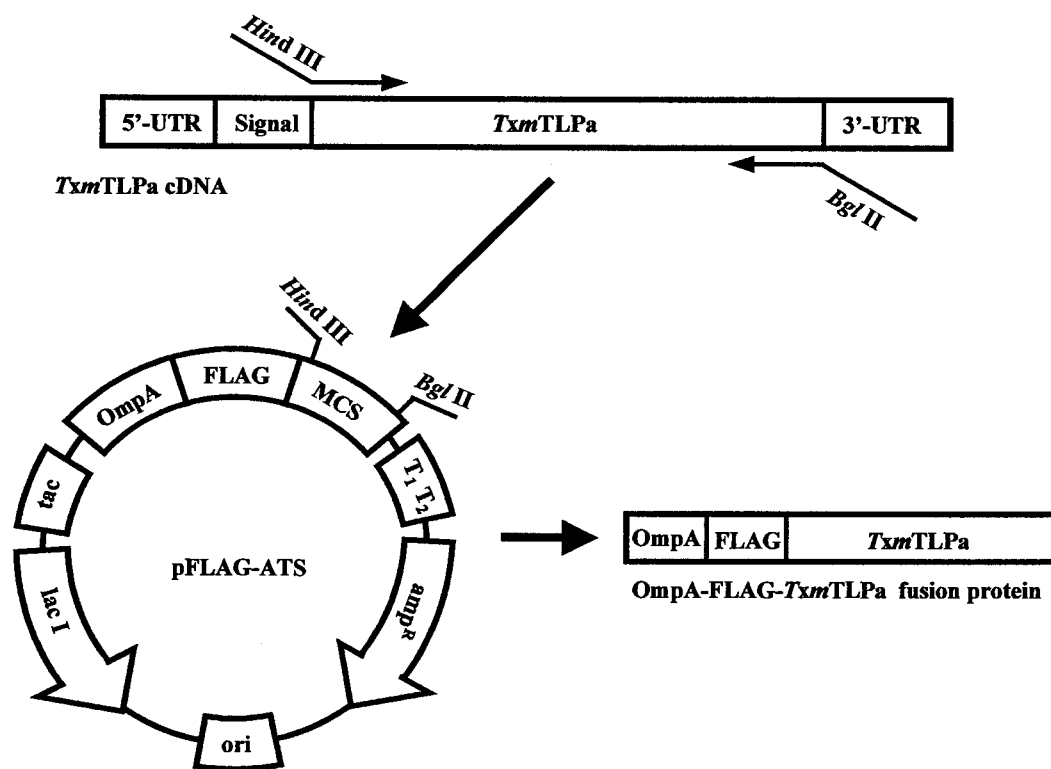 Hind III
5'-UTR Signal TxmTLPa 3'-UTR
TxmTLPa cDNA
Bgl II
Hind III
Bgl II
OmpA FLAG MCS
tac
T1 T2
pFLAG-ATS
lac I
ampR
ori
OmpA FLAG TxmTLPa
OmpA-FLAG-TxmTLPa fusion protein